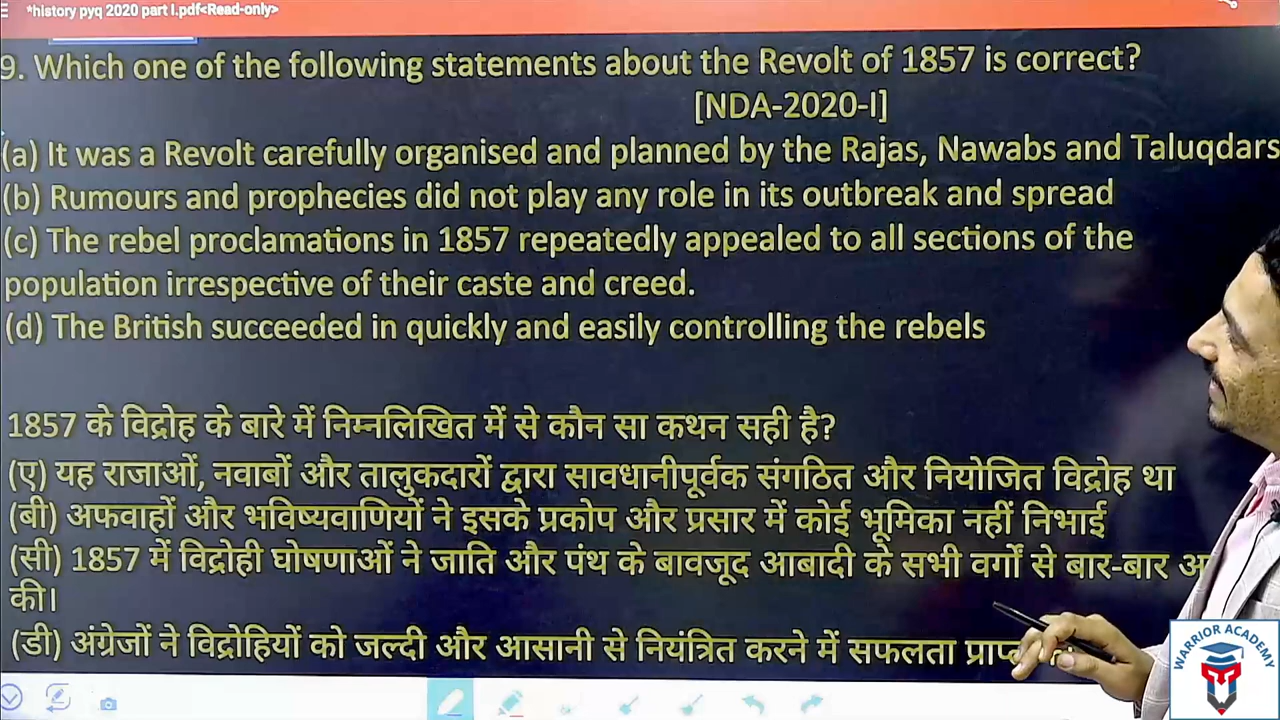 *history pyq 2020 part I.pdf<Read-only>
9. Which one of the following statements about the Revolt of 1857 is correct?
[NDA-2020-I]
(a) It was a Revolt carefully organised and planned by the Rajas, Nawabs and Taluqdars
(b) Rumours and prophecies did not play any role in its outbreak and spread
(c) The rebel proclamations in 1857 repeatedly appealed to all sections of the
population irrespective of their caste and creed.
(d) The British succeeded in quickly and easily controlling the rebels
1857 के विद्रोह के बारे में निम्नलिखित में से कौन सा कथन सही है?
(ए) यह राजाओं, नवाबों और तालुकदारों द्वारा सावधानीपूर्वक संगठित और नियोजित विद्रोह था
(बी) अफवाहों और भविष्यवाणियों ने इसके प्रकोप और प्रसार में कोई भूमिका नहीं निभाई
(सी) 1857 में विद्रोही घोषणाओं ने जाति और पंथ के बावजूद आबादी के सभी वर्गों से बार-बार
की।
(डी) अंग्रेजों ने विद्रोहियों को जल्दी और आसानी से नियंत्रित करने में सफलता
WARRIOR ACADEMY